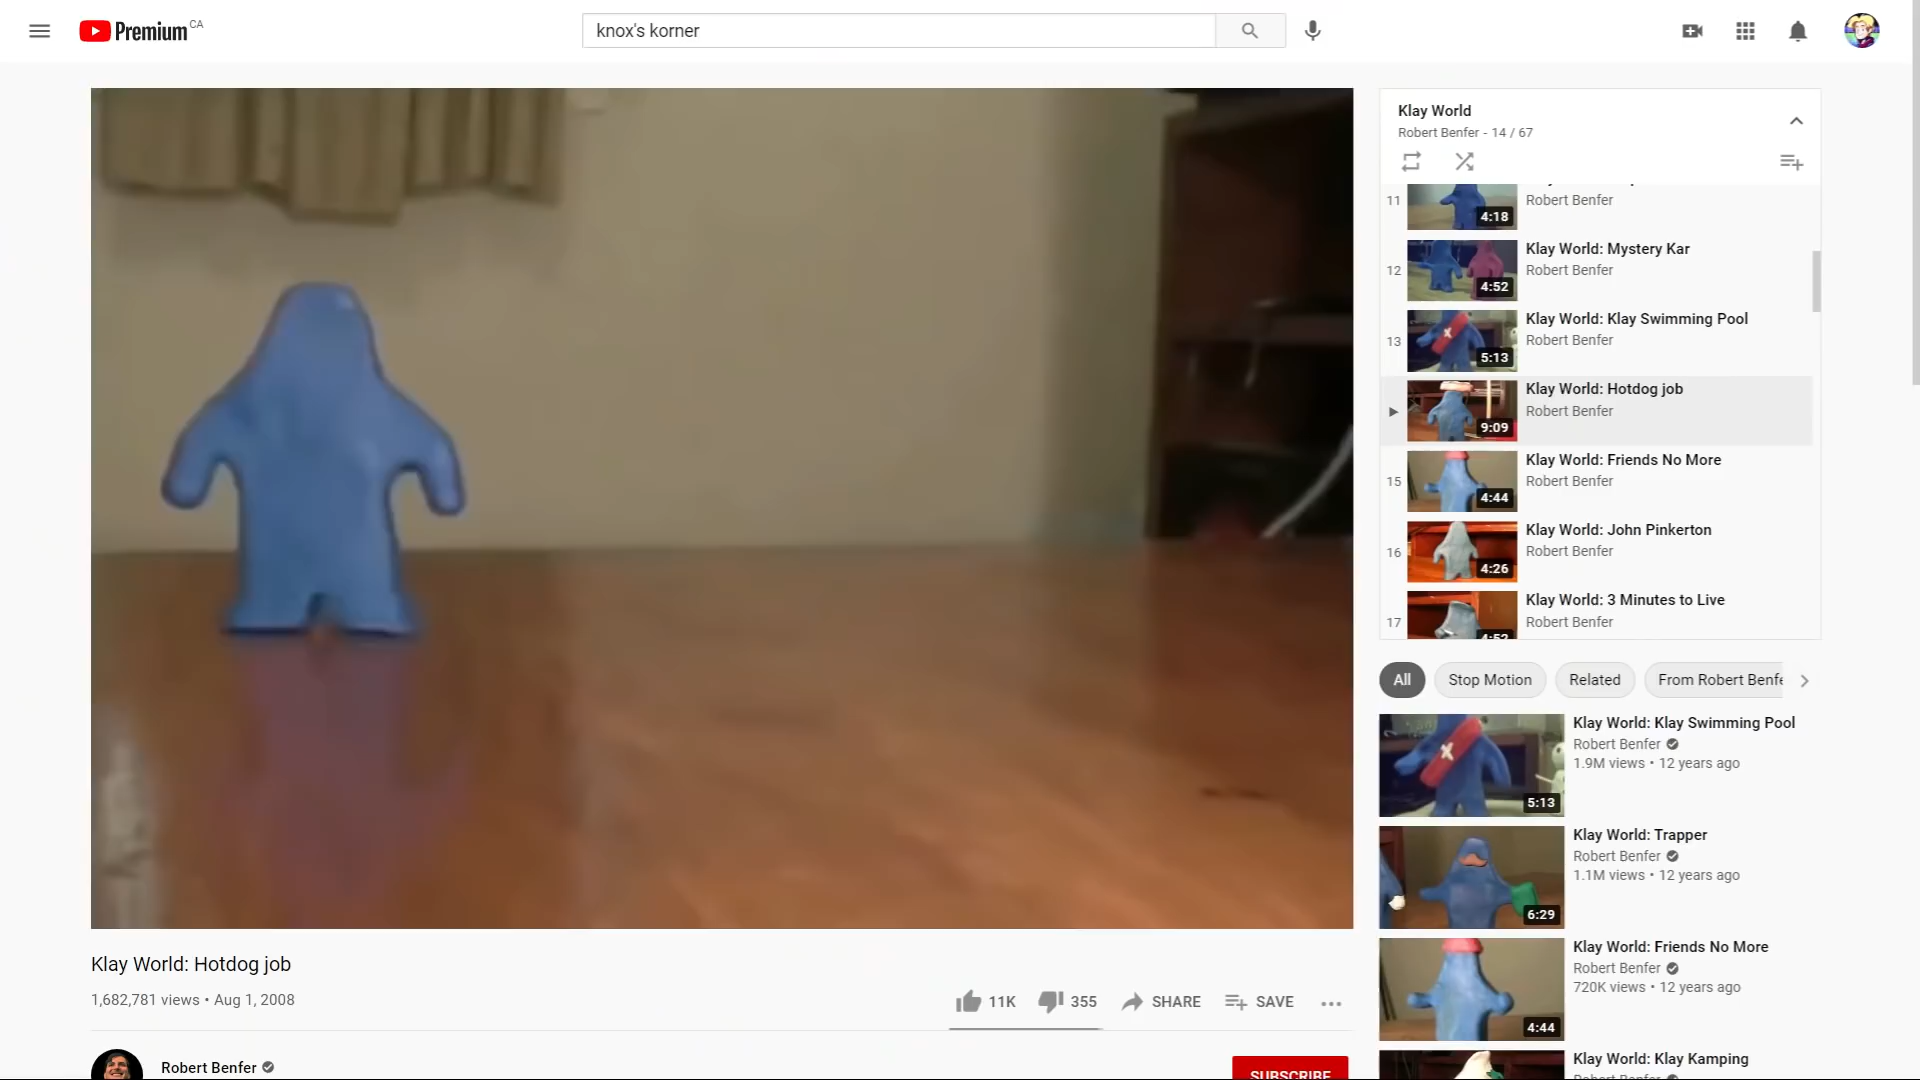 Premium CA
knox's korner
Klay World
Robert Benfer - 14 / 67
11
4:18
Robert Benfer
12
4:52
Klay World: Mystery Kar
Robert Benfer
13
5:13
Klay World: Klay Swimming Pool
Robert Benfer
9:09
Klay World: Hotdog job
Robert Benfer
15
4:44
Klay World: Friends No More
Robert Benfer
16
4:26
Klay World: John Pinkerton
Robert Benfer
17
4:52
Klay World: 3 Minutes to Live
Robert Benfer
All
Stop Motion
Related
From Robert Benfe
5:13
Klay World: Klay Swimming Pool
Robert Benfer
1.9M views • 12 years ago
6:29
Klay World: Trapper
Robert Benfer
1.1M views • 12 years ago
4:44
Klay World: Friends No More
Robert Benfer
720K views • 12 years ago
Klay World: Klay Kamping
Robert Benfer
Klay World: Hotdog job
1,682,781 views • Aug 1, 2008
11K
355
SHARE
SAVE
Robert Benfer
SUBSCRIBE